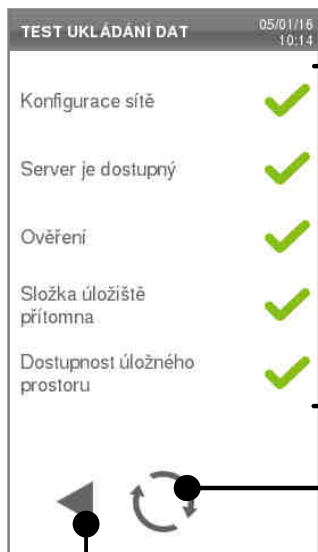 TEST UKLÁDÁNÍ DAT
05/01/16
10:14
Konfigurace sítě
Server je dostupný
Ověření
Složka úložiště
přítomna
Dostupnost úložného
prostoru